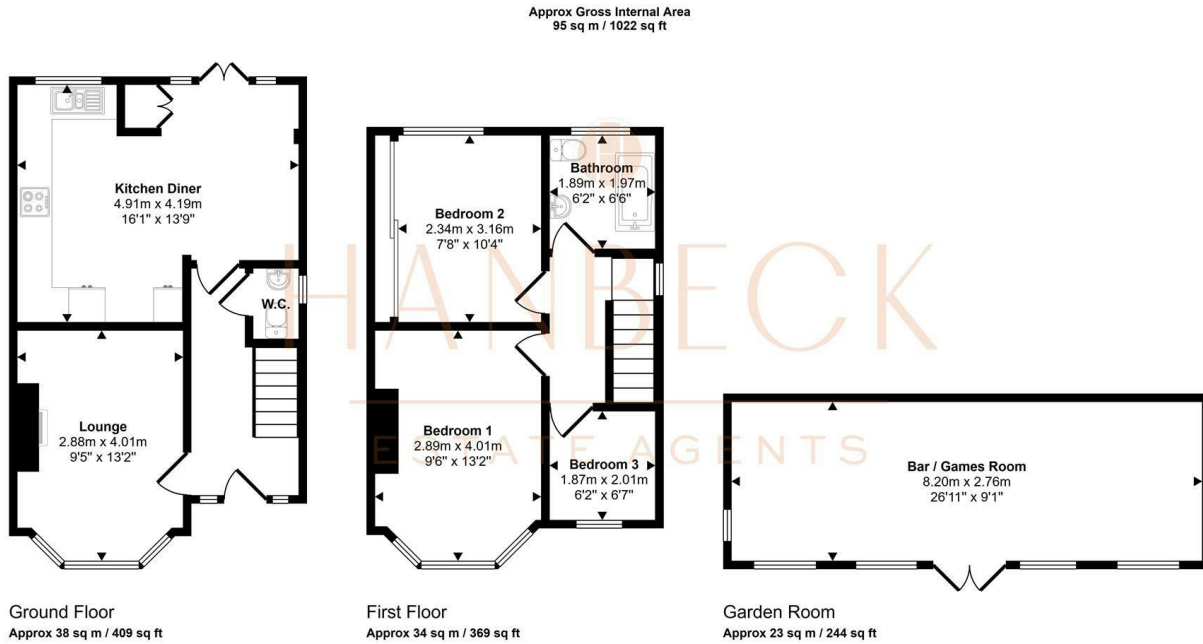 Approx Gross Internal Area
95 sq m / 1022 sq ft
Kitchen Diner
4.91m x 4.19m
16'1" x 13'9"
W.C.
Lounge
2.88m x 4.01m
9'5" x 13'2"
Ground Floor
Approx 38 sq m / 409 sq ft
Bathroom
1.89m x 1.97m
6'2" x 6'6"
Bedroom 2
2.34m x 3.16m
7'8" x 10'4"
Bedroom 1
2.89m x 4.01m
9'6" x 13'2"
Bedroom 3
1.87m x 2.01m
6'2" x 6'7"
First Floor
Approx 34 sq m / 369 sq ft
Bar / Games Room
8.20m x 2.76m
26'11" x 9'1"
Garden Room
Approx 23 sq m / 244 sq ft
HANBECK
ESTATE AGENTS